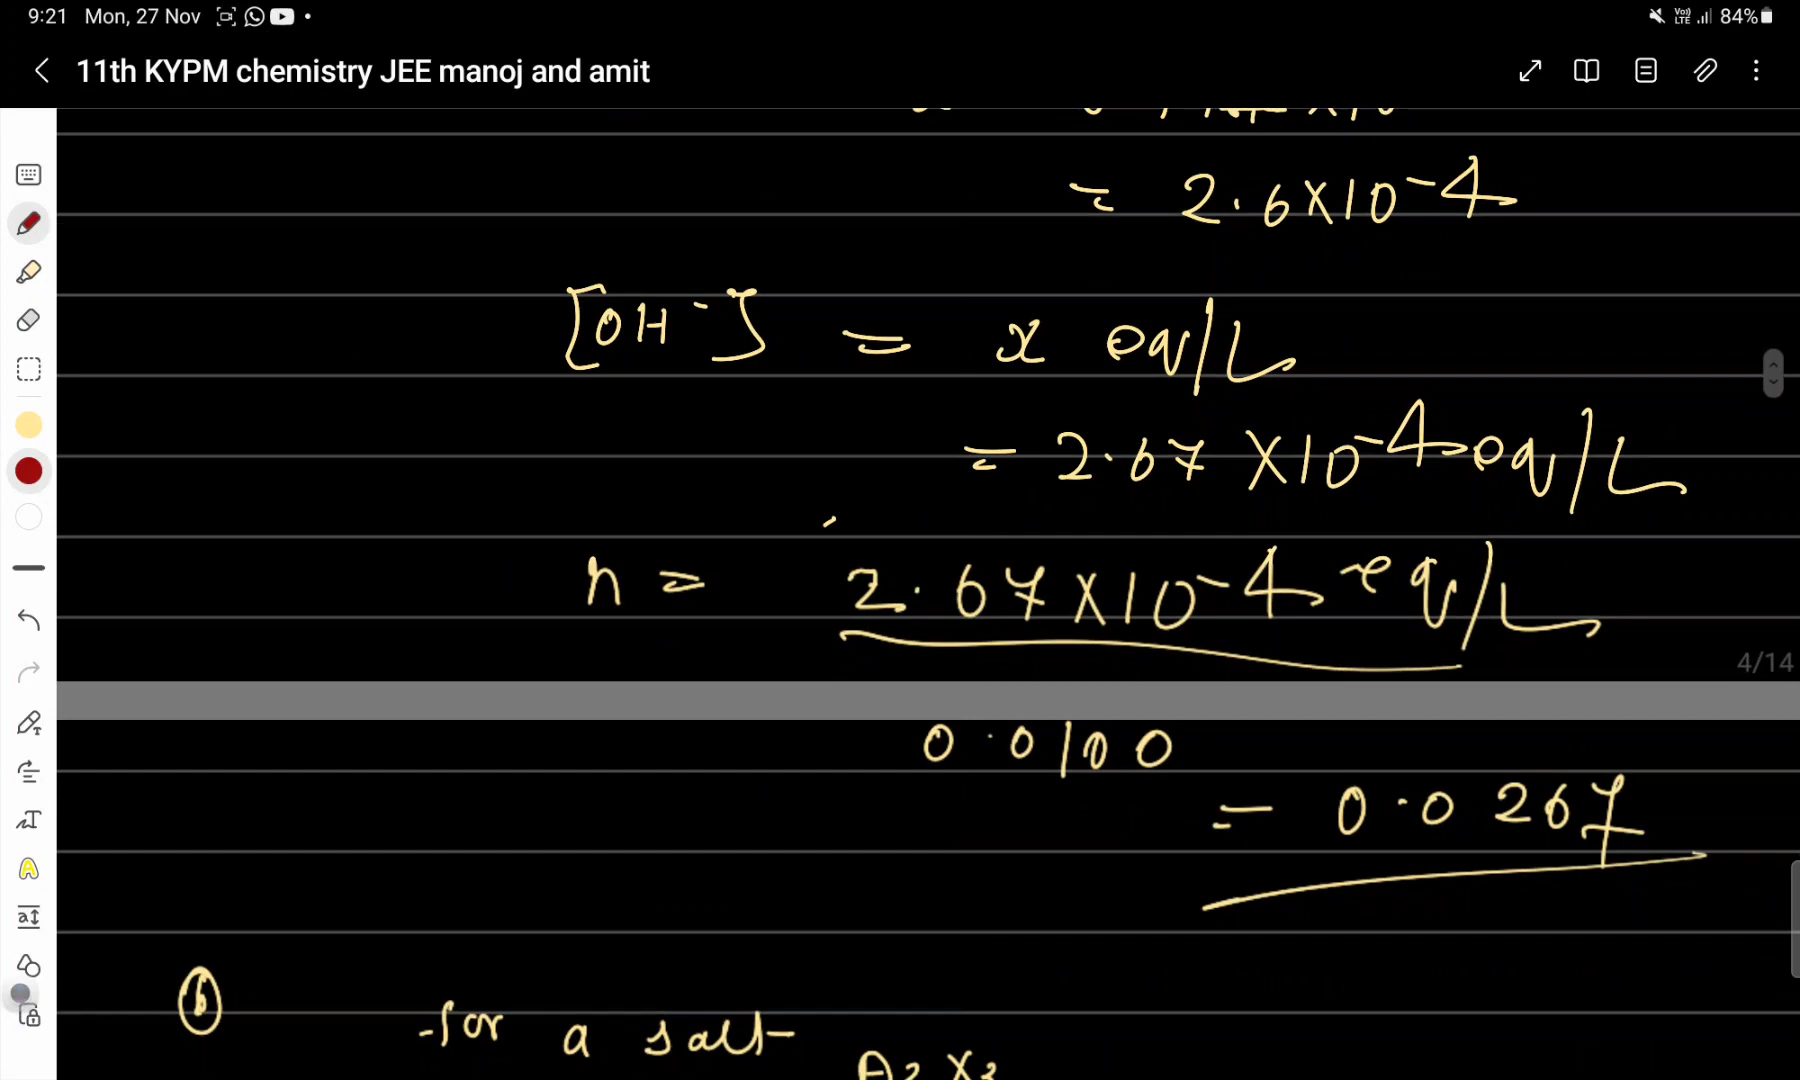 9:21 Mon, 27 Nov
84%
11th KYPM chemistry JEE manoj and amit
= 2.6×10-4
[OH-] = x eq/L
= 2.67 ×10-4 eq/L
n = 2.67×10-4 eq/L
4/14
0.0100
= 0.0267
for a salt
A2X3